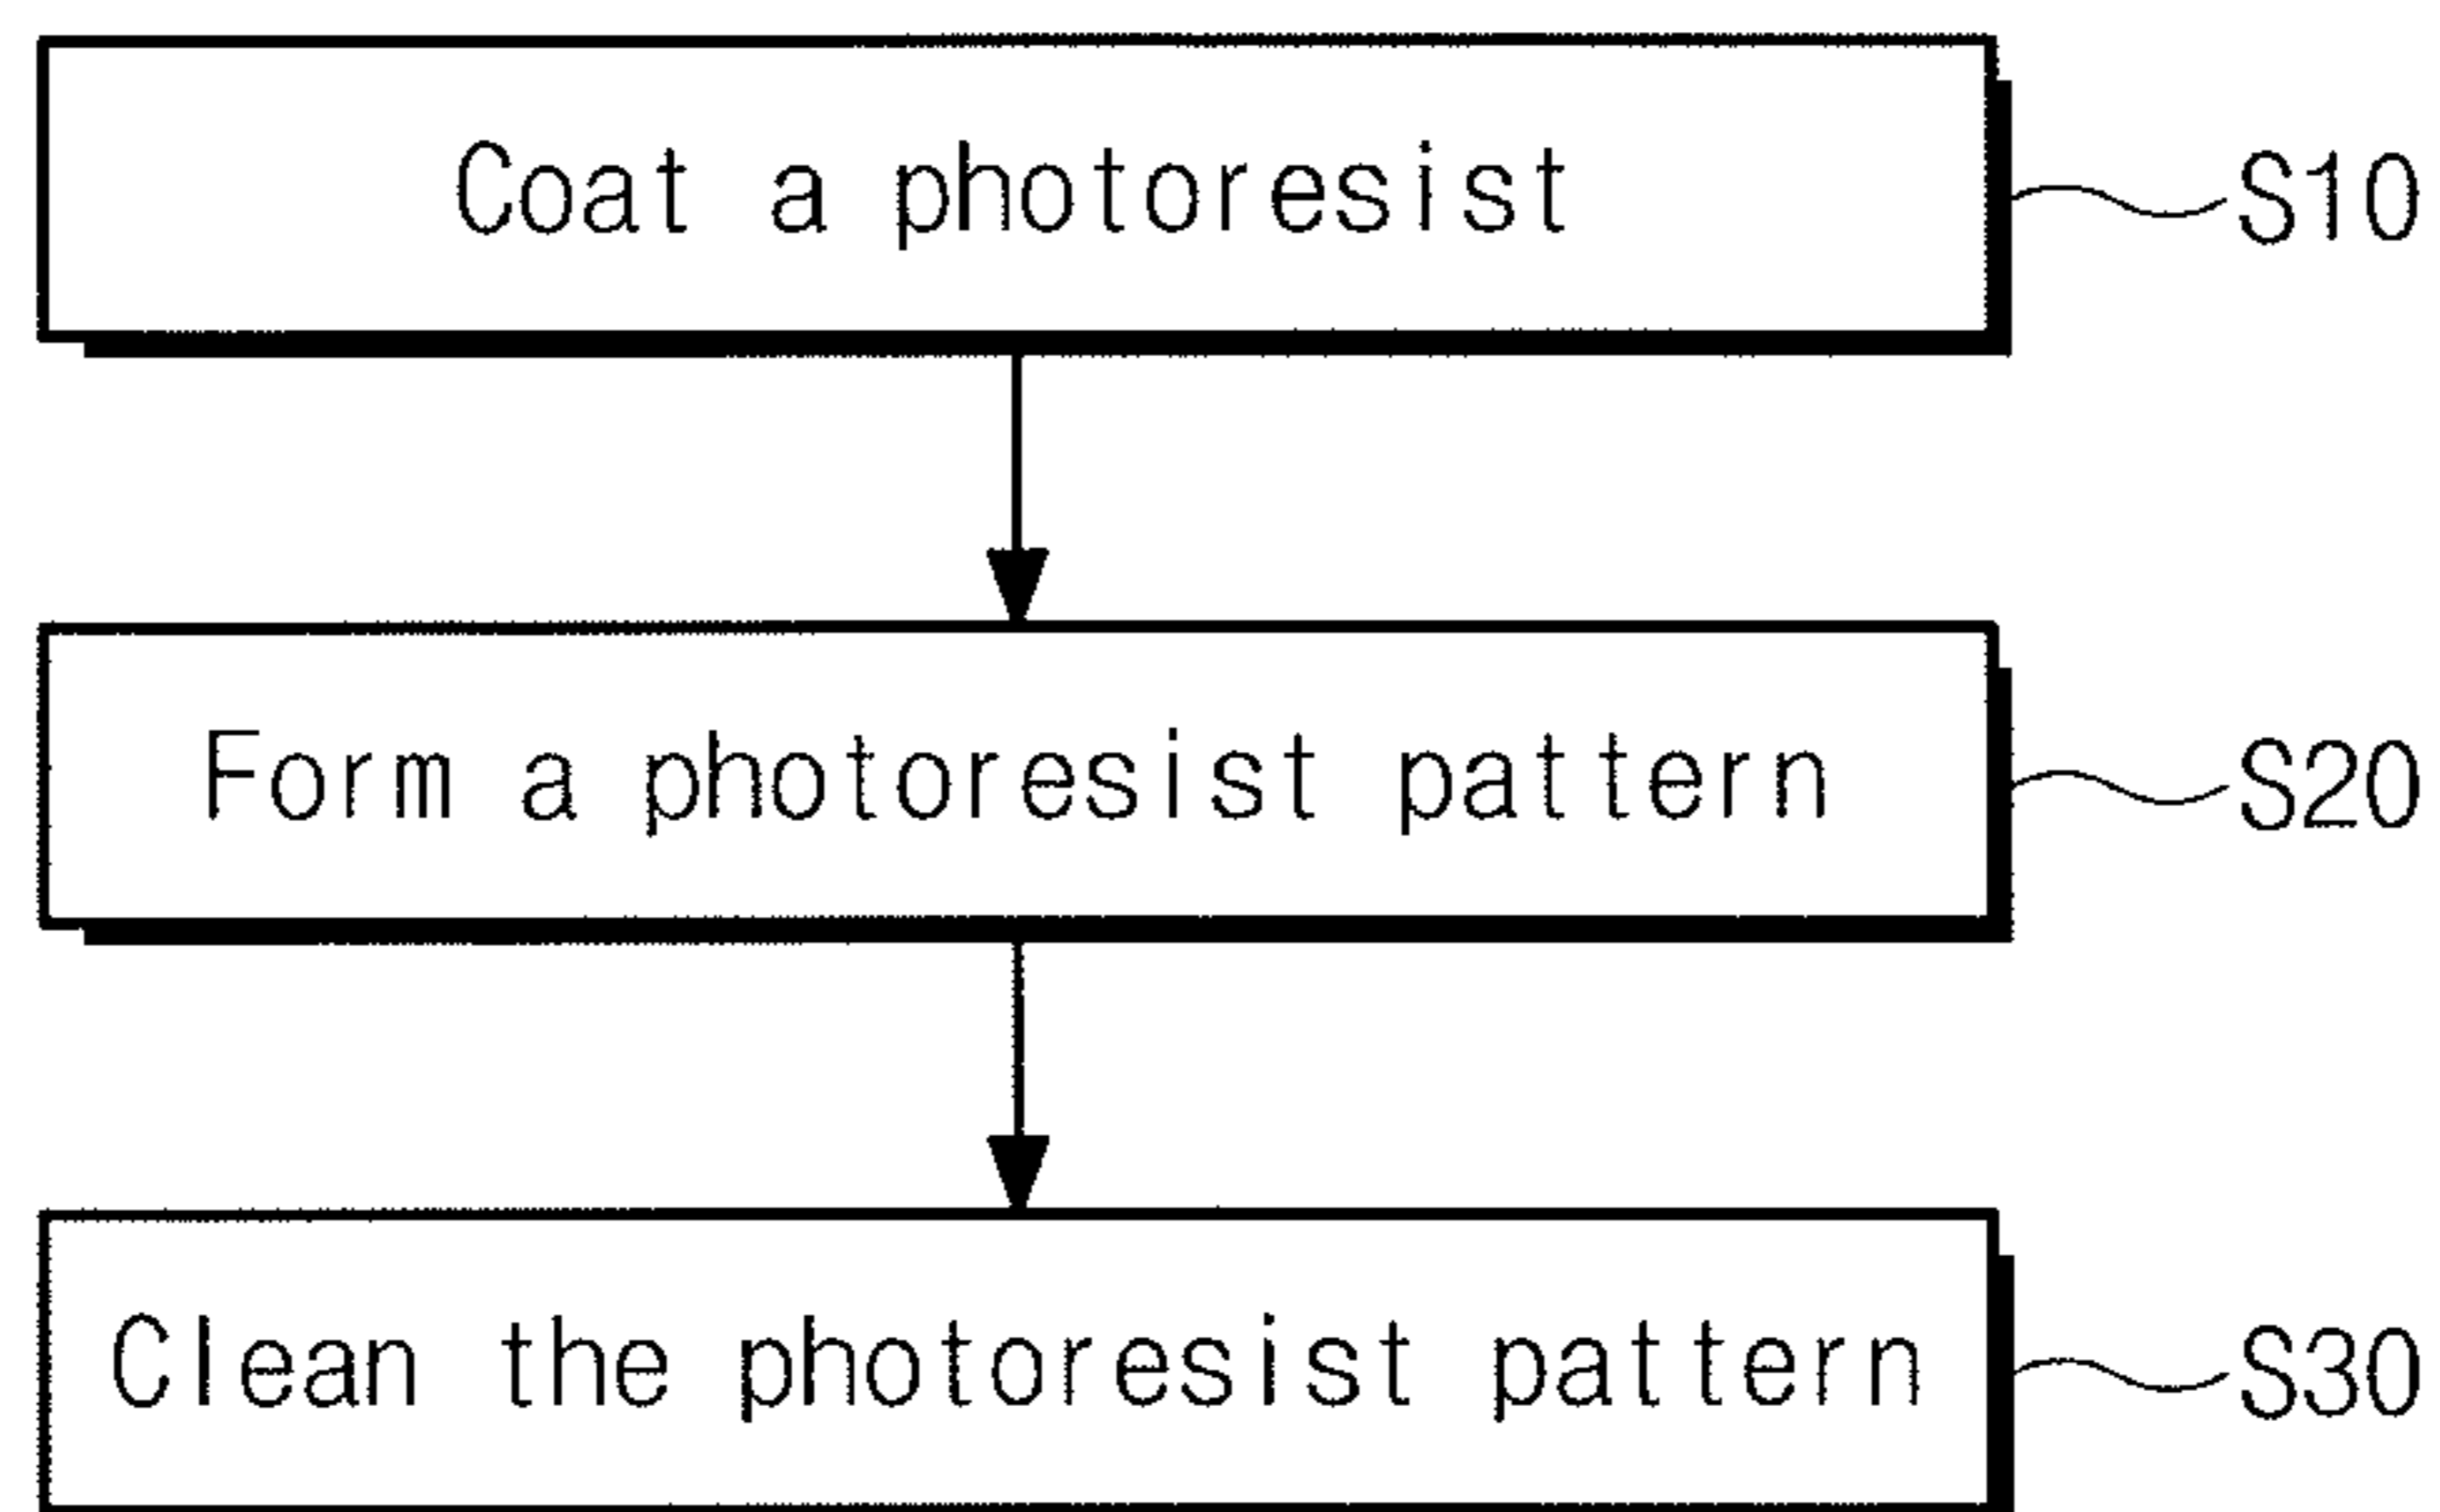 Coat a photoresist S10
Form a photoresist pattern S20
Clean the photoresist pattern S30